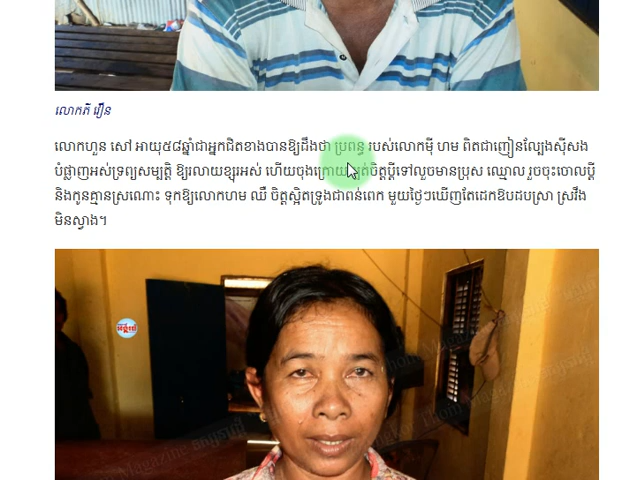 លោកភី វឿន
លោកហួន សៅ អាយុ៥៨ឆ្នាំជាអ្នកជិតខាងបានឱ្យដឹងថា ប្រពន្ធ របស់លោកម៉ី ហម ពិតជាញៀនល្បែងស៊ីសង
បំផ្លាញអស់ទ្រព្យសម្បត្តិ ឱ្យរលាយខ្សុរអស់ ហើយចុងក្រោយ ចិត្តប្តីទៅលួចមានប្រុស ឈ្មោល រួចចុះចោលប្តី
និងកូនគ្មានស្រណោះ ទុកឱ្យលោកហម ឈឺ ចិត្តស្អិតទ្រូងជាពន់ពេក មួយថ្ងៃៗឃើញតែដេកឱបដបស្រា ស្រវឹង
មិនស្វាង។